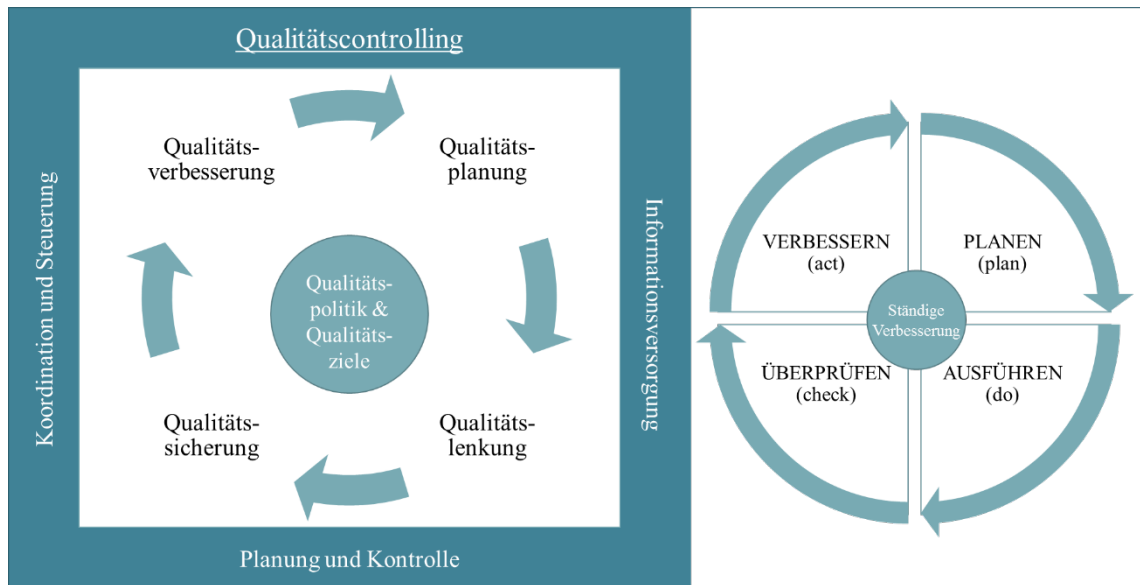 Qualitätscontrolling
Koordination und Steuerung
Qualitäts-
verbesserung
Qualitäts-
planung
Qualitäts-
politik &
Qualitäts-
ziele
Qualitäts-
sicherung
Qualitäts-
lenkung
Informationsversorgung
Planung und Kontrolle
VERBESSERN
(act)
PLANEN
(plan)
Ständige
Verbesserung
ÜBERPRÜFEN
(check)
AUSFÜHREN
(do)